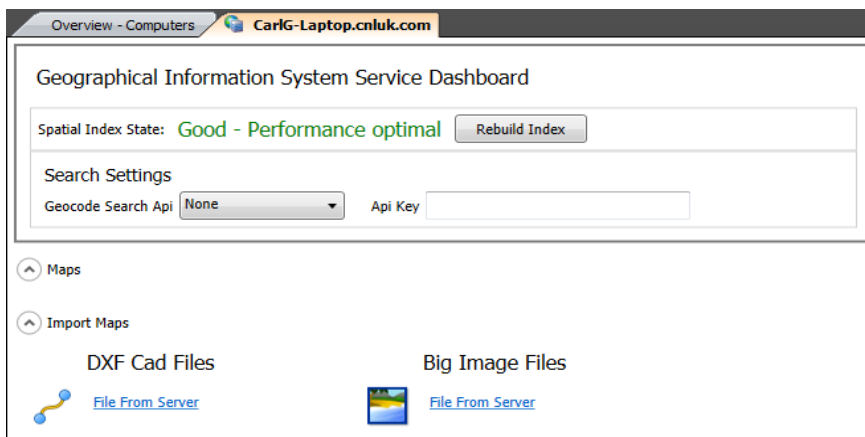 Overview - Computers CarlG-Laptop.cnluk.com
Geographical Information System Service Dashboard
Spatial Index State: Good - Performance optimal Rebuild Index
Search Settings
Geocode Search Api None Api Key
Maps
Import Maps
DXF Cad Files Big Image Files
File From Server File From Server